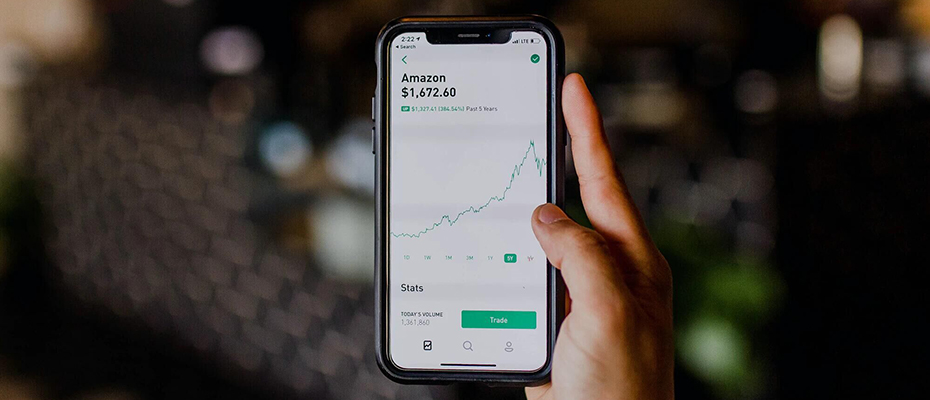 2:22
LTE
Search
Amazon
$1,672.60
UP $1,327.41 (384.54%) Past 5 Years
1D 1W 1M 3M 1Y 5Y
Stats
TODAY'S VOLUME
1,361,860
Trade